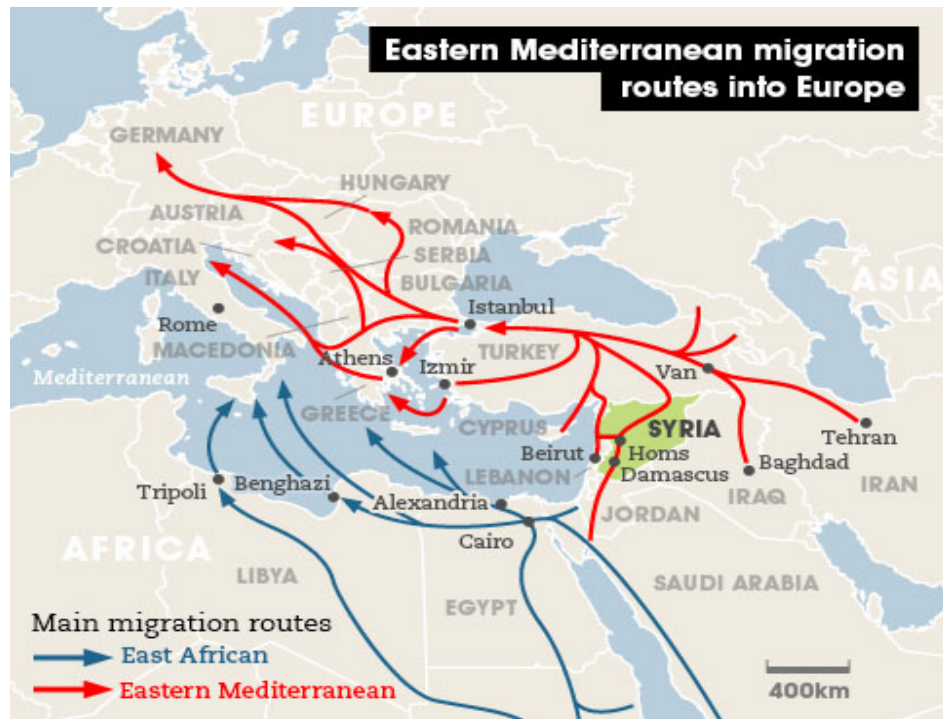 Eastern Mediterranean migration
routes into Europe
EUROPE
GERMANY
HUNGARY
AUSTRIA
ROMANIA
CROATIA
SERBIA
ITALY
BULGARIA
ASIA
Istanbul
Rome
MACEDONIA
TURKEY
Athens
Izmir
Van
Mediterranean
GREECE
CYPRUS
SYRIA
Tehran
Beirut
Homs
LEBANON
Damascus
Baghdad
IRAN
Tripoli
Benghazi
Alexandria
IRAQ
JORDAN
Cairo
AFRICA
LIBYA
SAUDI ARABIA
EGYPT
Main migration routes
East African
Eastern Mediterranean
400km